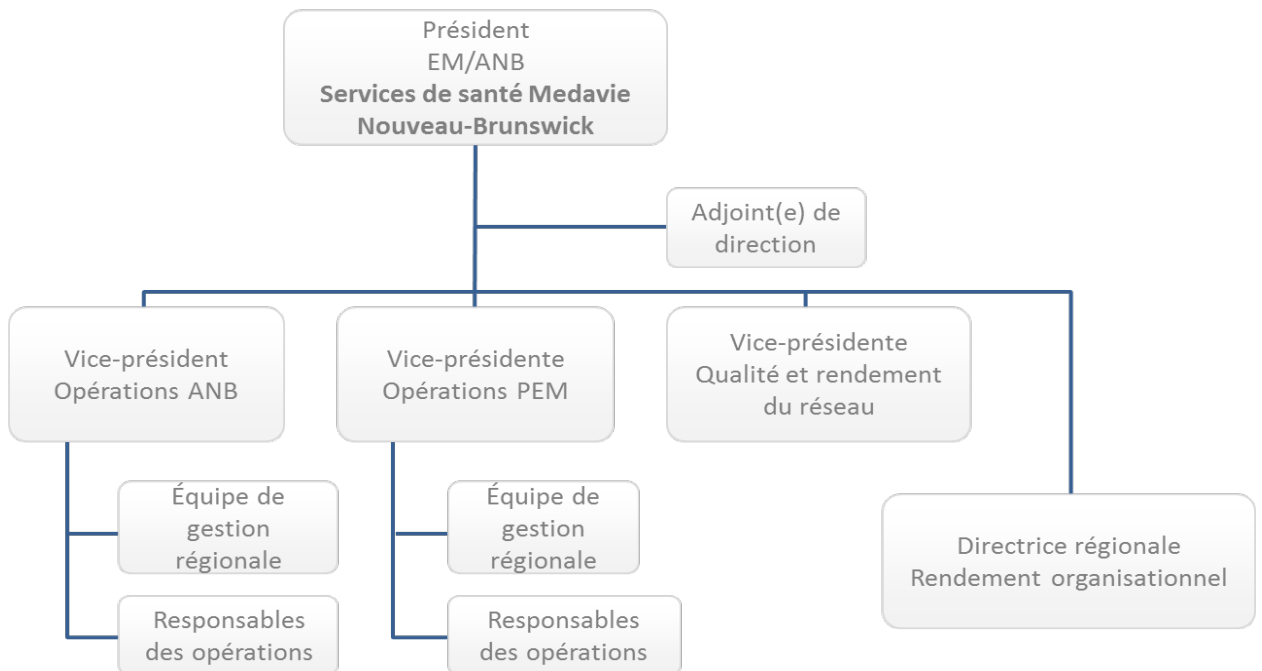 Président
EM/ANB
Services de santé Medavie
Nouveau-Brunswick
Adjoint(e) de
direction
Vice-président
Opérations ANB
Vice-présidente
Opérations PEM
Vice-présidente
Qualité et rendement
du réseau
Équipe de
gestion
régionale
Équipe de
gestion
régionale
Directrice régionale
Rendement organisationnel
Responsables
des opérations
Responsables
des opérations